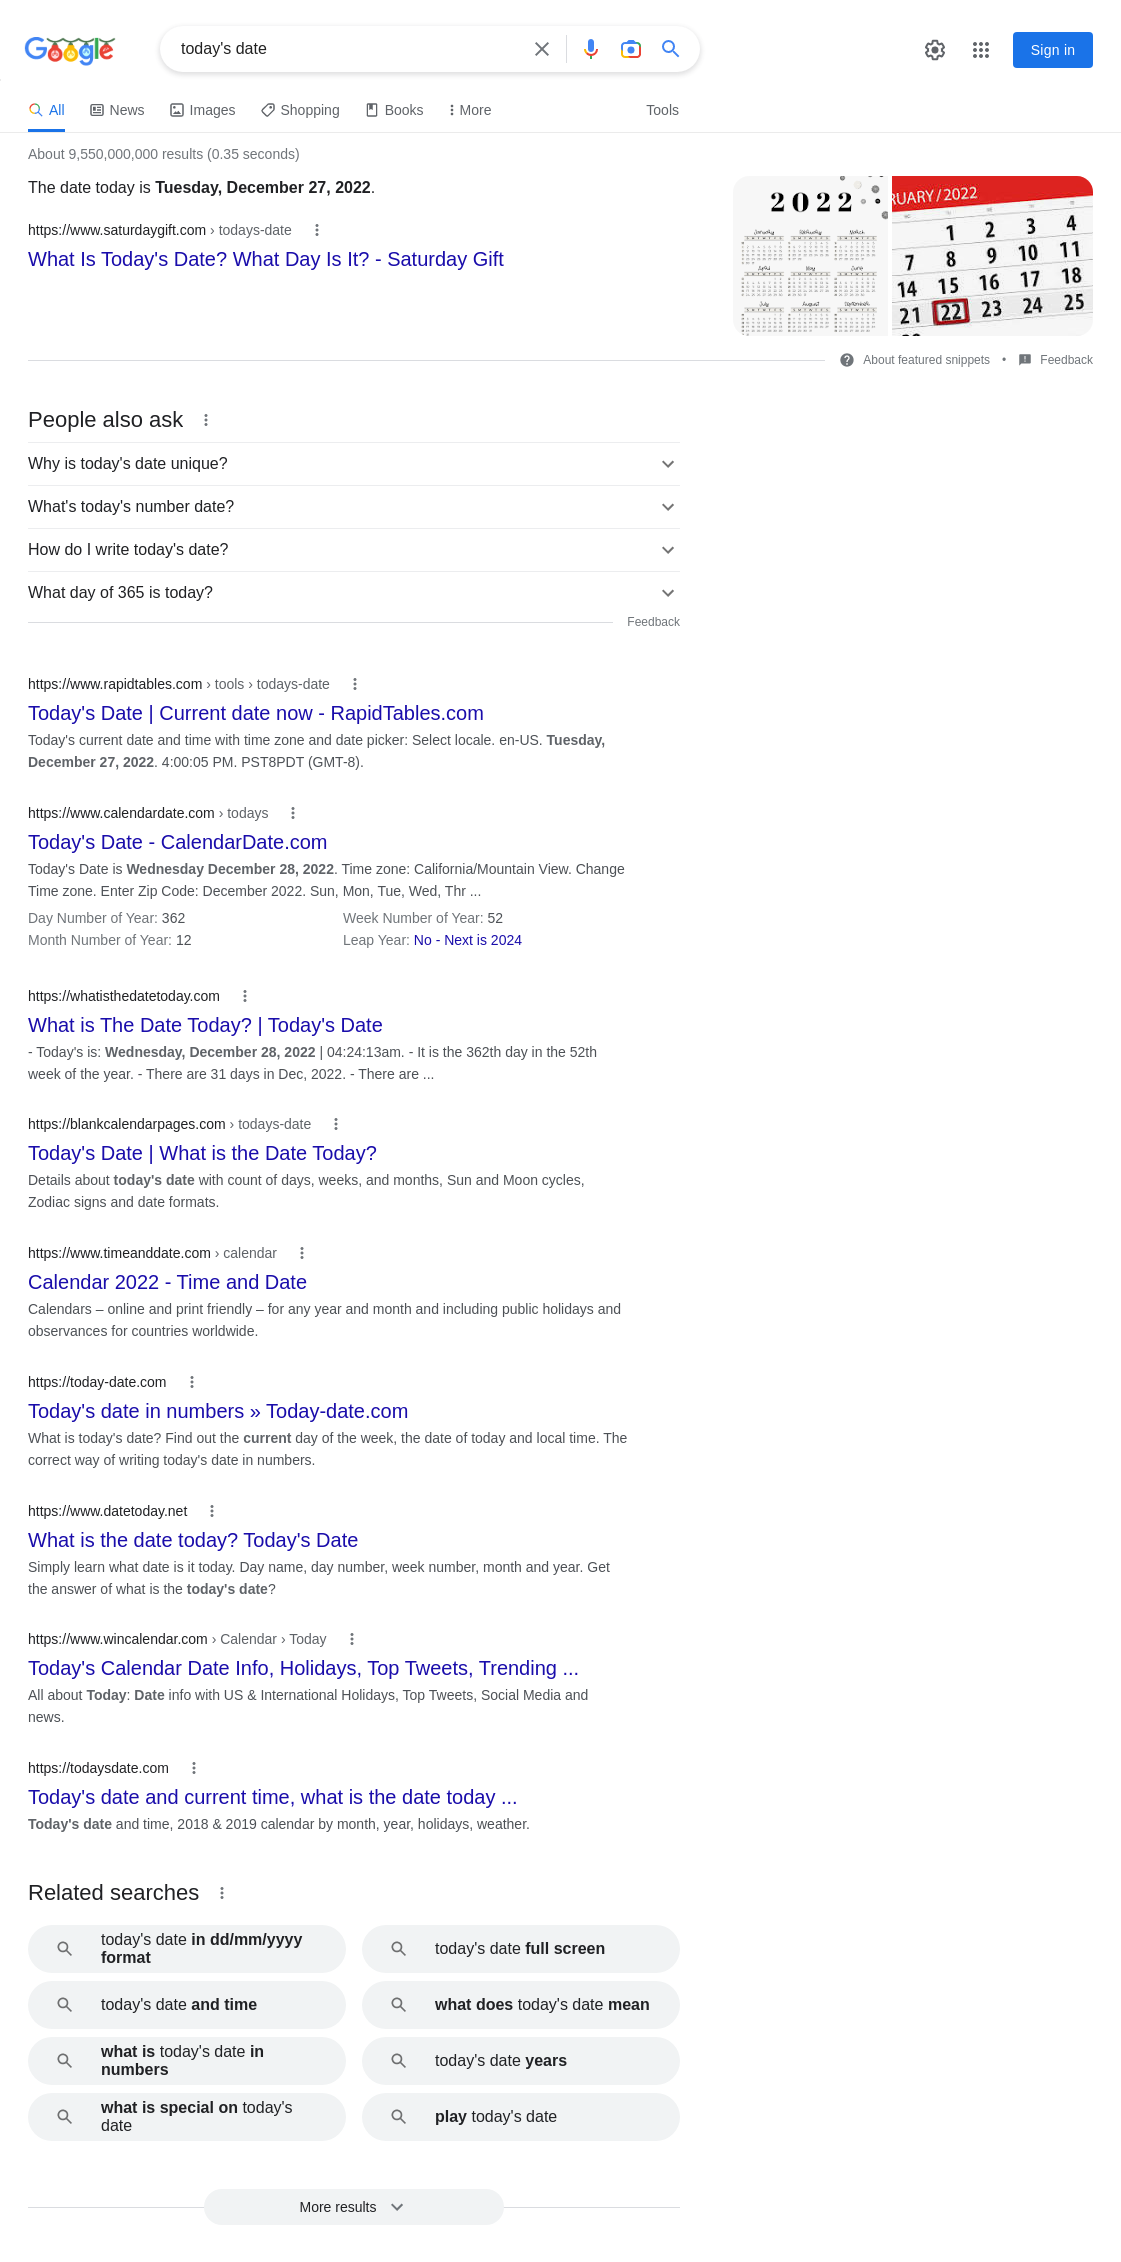 Google
today's date
Sign in
All
News
Images
Shopping
Books
More
Tools
About 9,550,000,000 results (0.35 seconds)
The date today is Tuesday, December 27, 2022.
https://www.saturdaygift.com › todays-date
What Is Today's Date? What Day Is It? - Saturday Gift
2022
January February March
April May June
July August September
RUARY / 2022
1 2 3 4
7 8 9 10 11
14 15 16 17 18
21 22 23 24 25
About featured snippets • Feedback
People also ask
Why is today's date unique?
What's today's number date?
How do I write today's date?
What day of 365 is today?
Feedback
https://www.rapidtables.com › tools › todays-date
Today's Date | Current date now - RapidTables.com
Today's current date and time with time zone and date picker: Select locale. en-US. Tuesday,
December 27, 2022. 4:00:05 PM. PST8PDT (GMT-8).
https://www.calendardate.com › todays
Today's Date - CalendarDate.com
Today's Date is Wednesday December 28, 2022. Time zone: California/Mountain View. Change
Time zone. Enter Zip Code: December 2022. Sun, Mon, Tue, Wed, Thr ...
Day Number of Year: 362 Week Number of Year: 52
Month Number of Year: 12 Leap Year: No - Next is 2024
https://whatisthedatetoday.com
What is The Date Today? | Today's Date
- Today's is: Wednesday, December 28, 2022 | 04:24:13am. - It is the 362th day in the 52th
week of the year. - There are 31 days in Dec, 2022. - There are ...
https://blankcalendarpages.com › todays-date
Today's Date | What is the Date Today?
Details about today's date with count of days, weeks, and months, Sun and Moon cycles,
Zodiac signs and date formats.
https://www.timeanddate.com › calendar
Calendar 2022 - Time and Date
Calendars – online and print friendly – for any year and month and including public holidays and
observances for countries worldwide.
https://today-date.com
Today's date in numbers » Today-date.com
What is today's date? Find out the current day of the week, the date of today and local time. The
correct way of writing today's date in numbers.
https://www.datetoday.net
What is the date today? Today's Date
Simply learn what date is it today. Day name, day number, week number, month and year. Get
the answer of what is the today's date?
https://www.wincalendar.com › Calendar › Today
Today's Calendar Date Info, Holidays, Top Tweets, Trending ...
All about Today: Date info with US & International Holidays, Top Tweets, Social Media and
news.
https://todaysdate.com
Today's date and current time, what is the date today ...
Today's date and time, 2018 & 2019 calendar by month, year, holidays, weather.
Related searches
today's date in dd/mm/yyyy
format
today's date full screen
today's date and time
what does today's date mean
what is today's date in
numbers
today's date years
what is special on today's
date
play today's date
More results